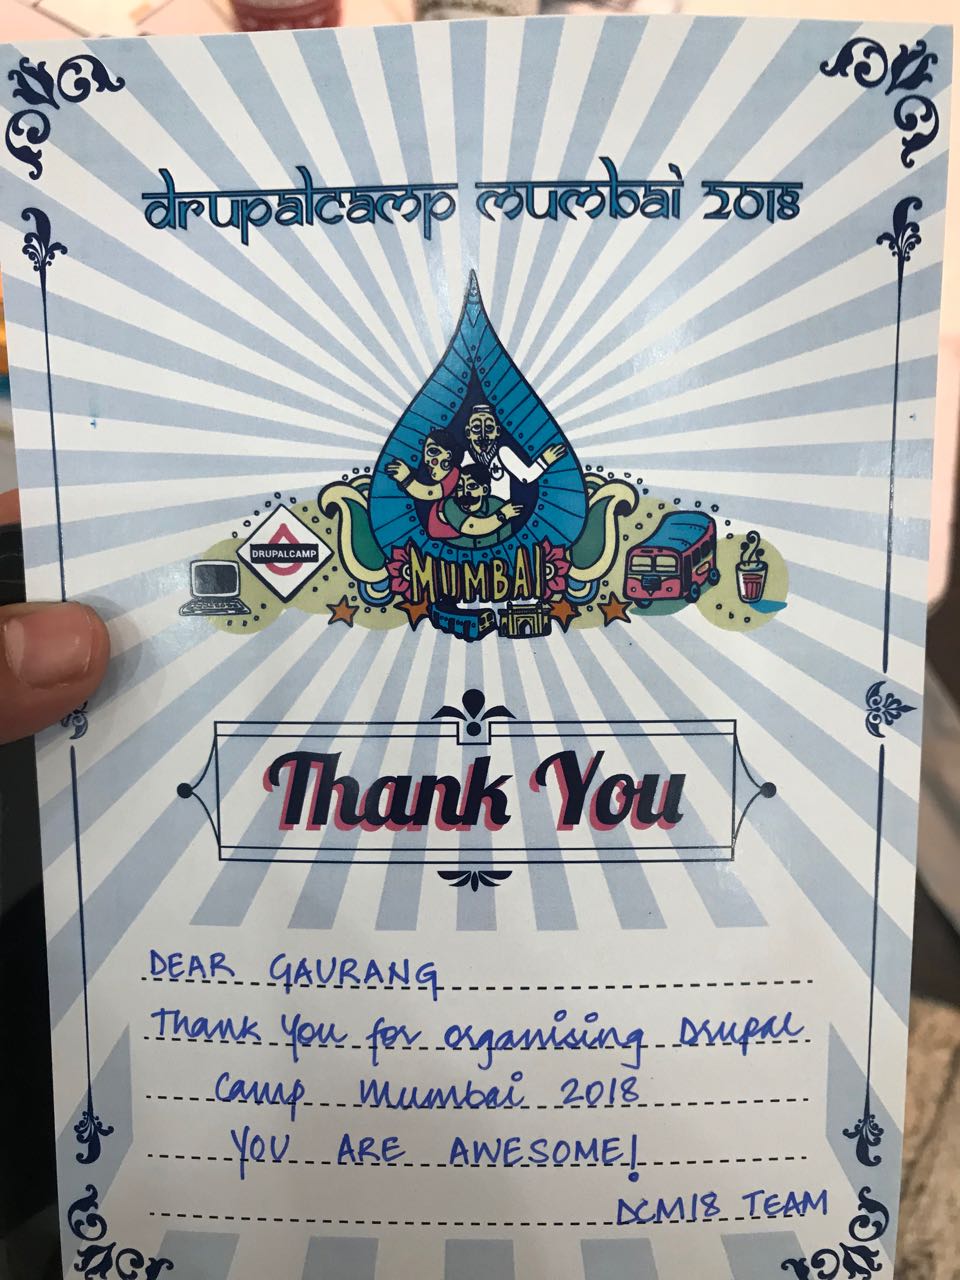 drupalcamp mumbai 2018
DRUPALCAMP
MUMBAI
Thank You
DEAR GAURANG
Thank You for organising Drupal
Camp Mumbai 2018
YOU ARE AWESOME!
DCM18 TEAM